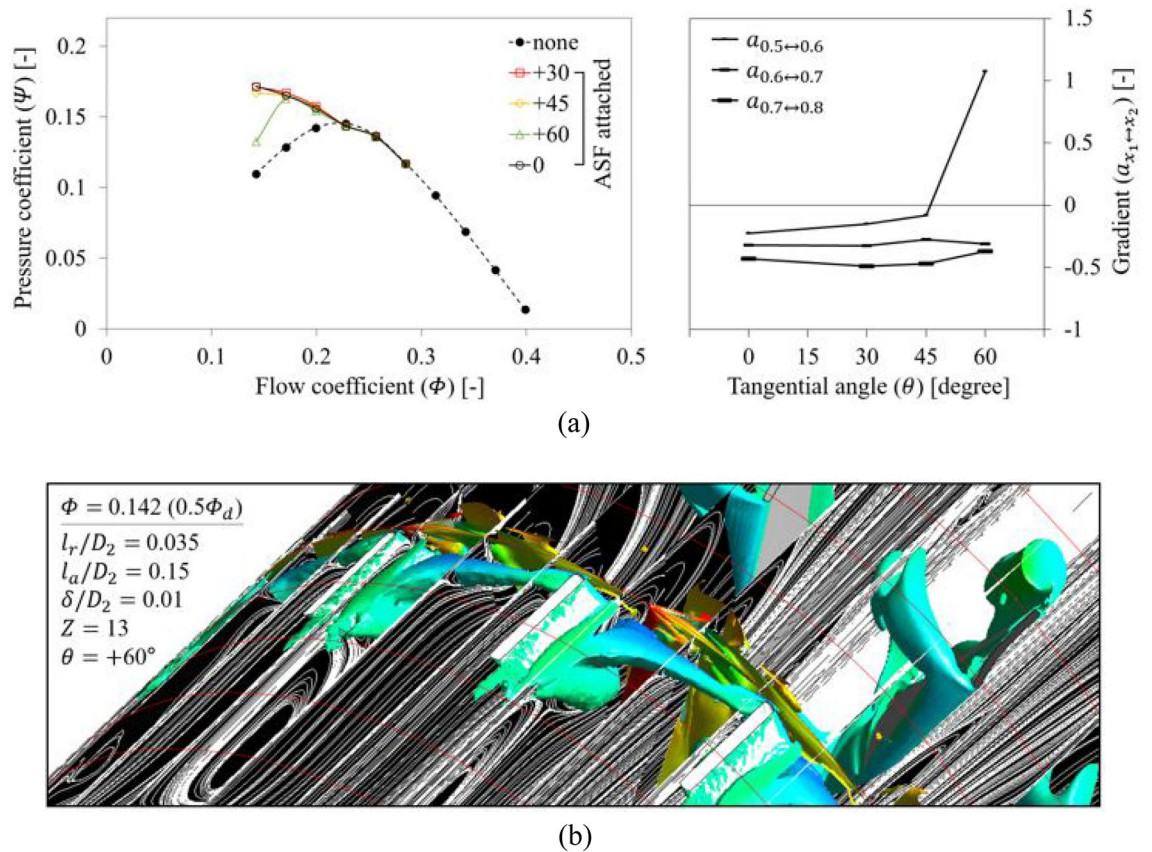 0.2
0.15
0.1
0.05
0
0
0.1
0.2
0.3
0.4
0.5
Pressure coefficient (Ψ) [-]
Flow coefficient (Φ) [-]
none
+30
+45
+60
0
ASF attached
a0.5↔0.6
a0.6↔0.7
a0.7↔0.8
1.5
1
0.5
0
-0.5
-1
Gradient (ax1↔x2) [-]
0
15
30
45
60
Tangential angle (θ) [degree]
(a)
Φ = 0.142 (0.5Φd)
lr/D2 = 0.035
la/D2 = 0.15
δ/D2 = 0.01
Z = 13
θ = +60°
(b)